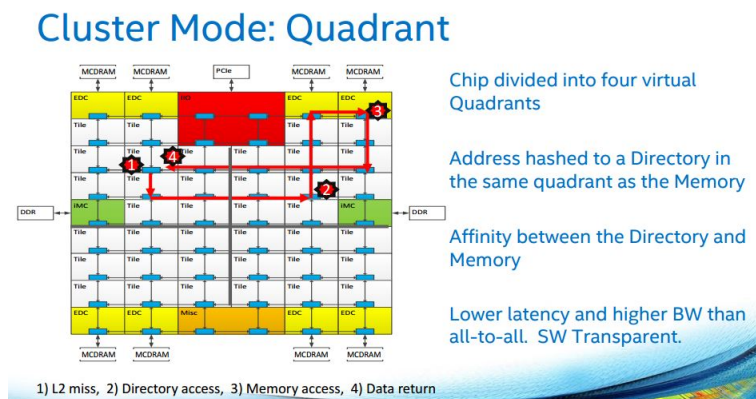 Cluster Mode: Quadrant
MCDRAM MCDRAM PCIe MCDRAM MCDRAM
EDC EDC EDC EDC
3
Tile Tile Tile Tile
Tile Tile Tile Tile Tile Tile
1 4
Tile Tile Tile Tile Tile Tile
2
DDR iMC Tile Tile Tile Tile iMC DDR
Tile Tile Tile Tile Tile Tile
Tile Tile Tile Tile Tile Tile
Tile Tile Tile Tile Tile Tile
EDC EDC Misc EDC EDC
MCDRAM MCDRAM MCDRAM MCDRAM
1) L2 miss, 2) Directory access, 3) Memory access, 4) Data return
Chip divided into four virtual
Quadrants
Address hashed to a Directory in
the same quadrant as the Memory
Affinity between the Directory and
Memory
Lower latency and higher BW than
all-to-all. SW Transparent.